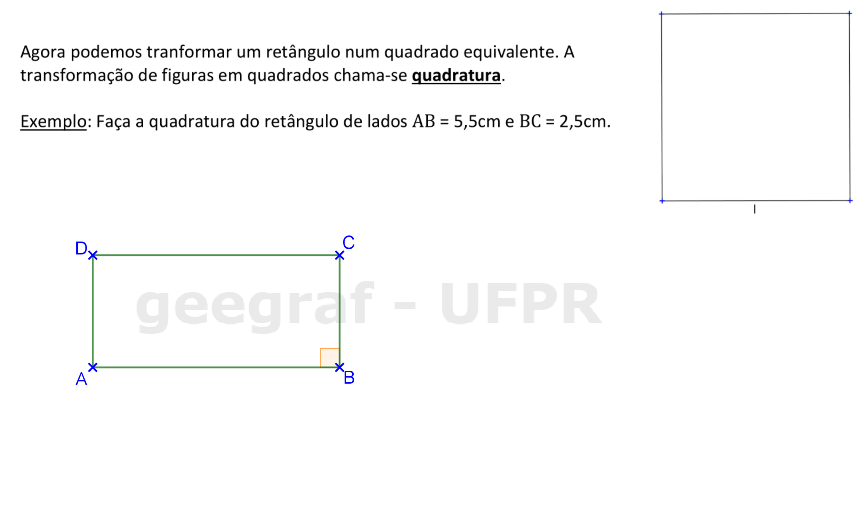 Agora podemos tranformar um retângulo num quadrado equivalente. A
transformação de figuras em quadrados chama-se quadratura.
Exemplo: Faça a quadratura do retângulo de lados AB = 5,5cm e BC = 2,5cm.
l
D
C
geegraf - UFPR
A
B